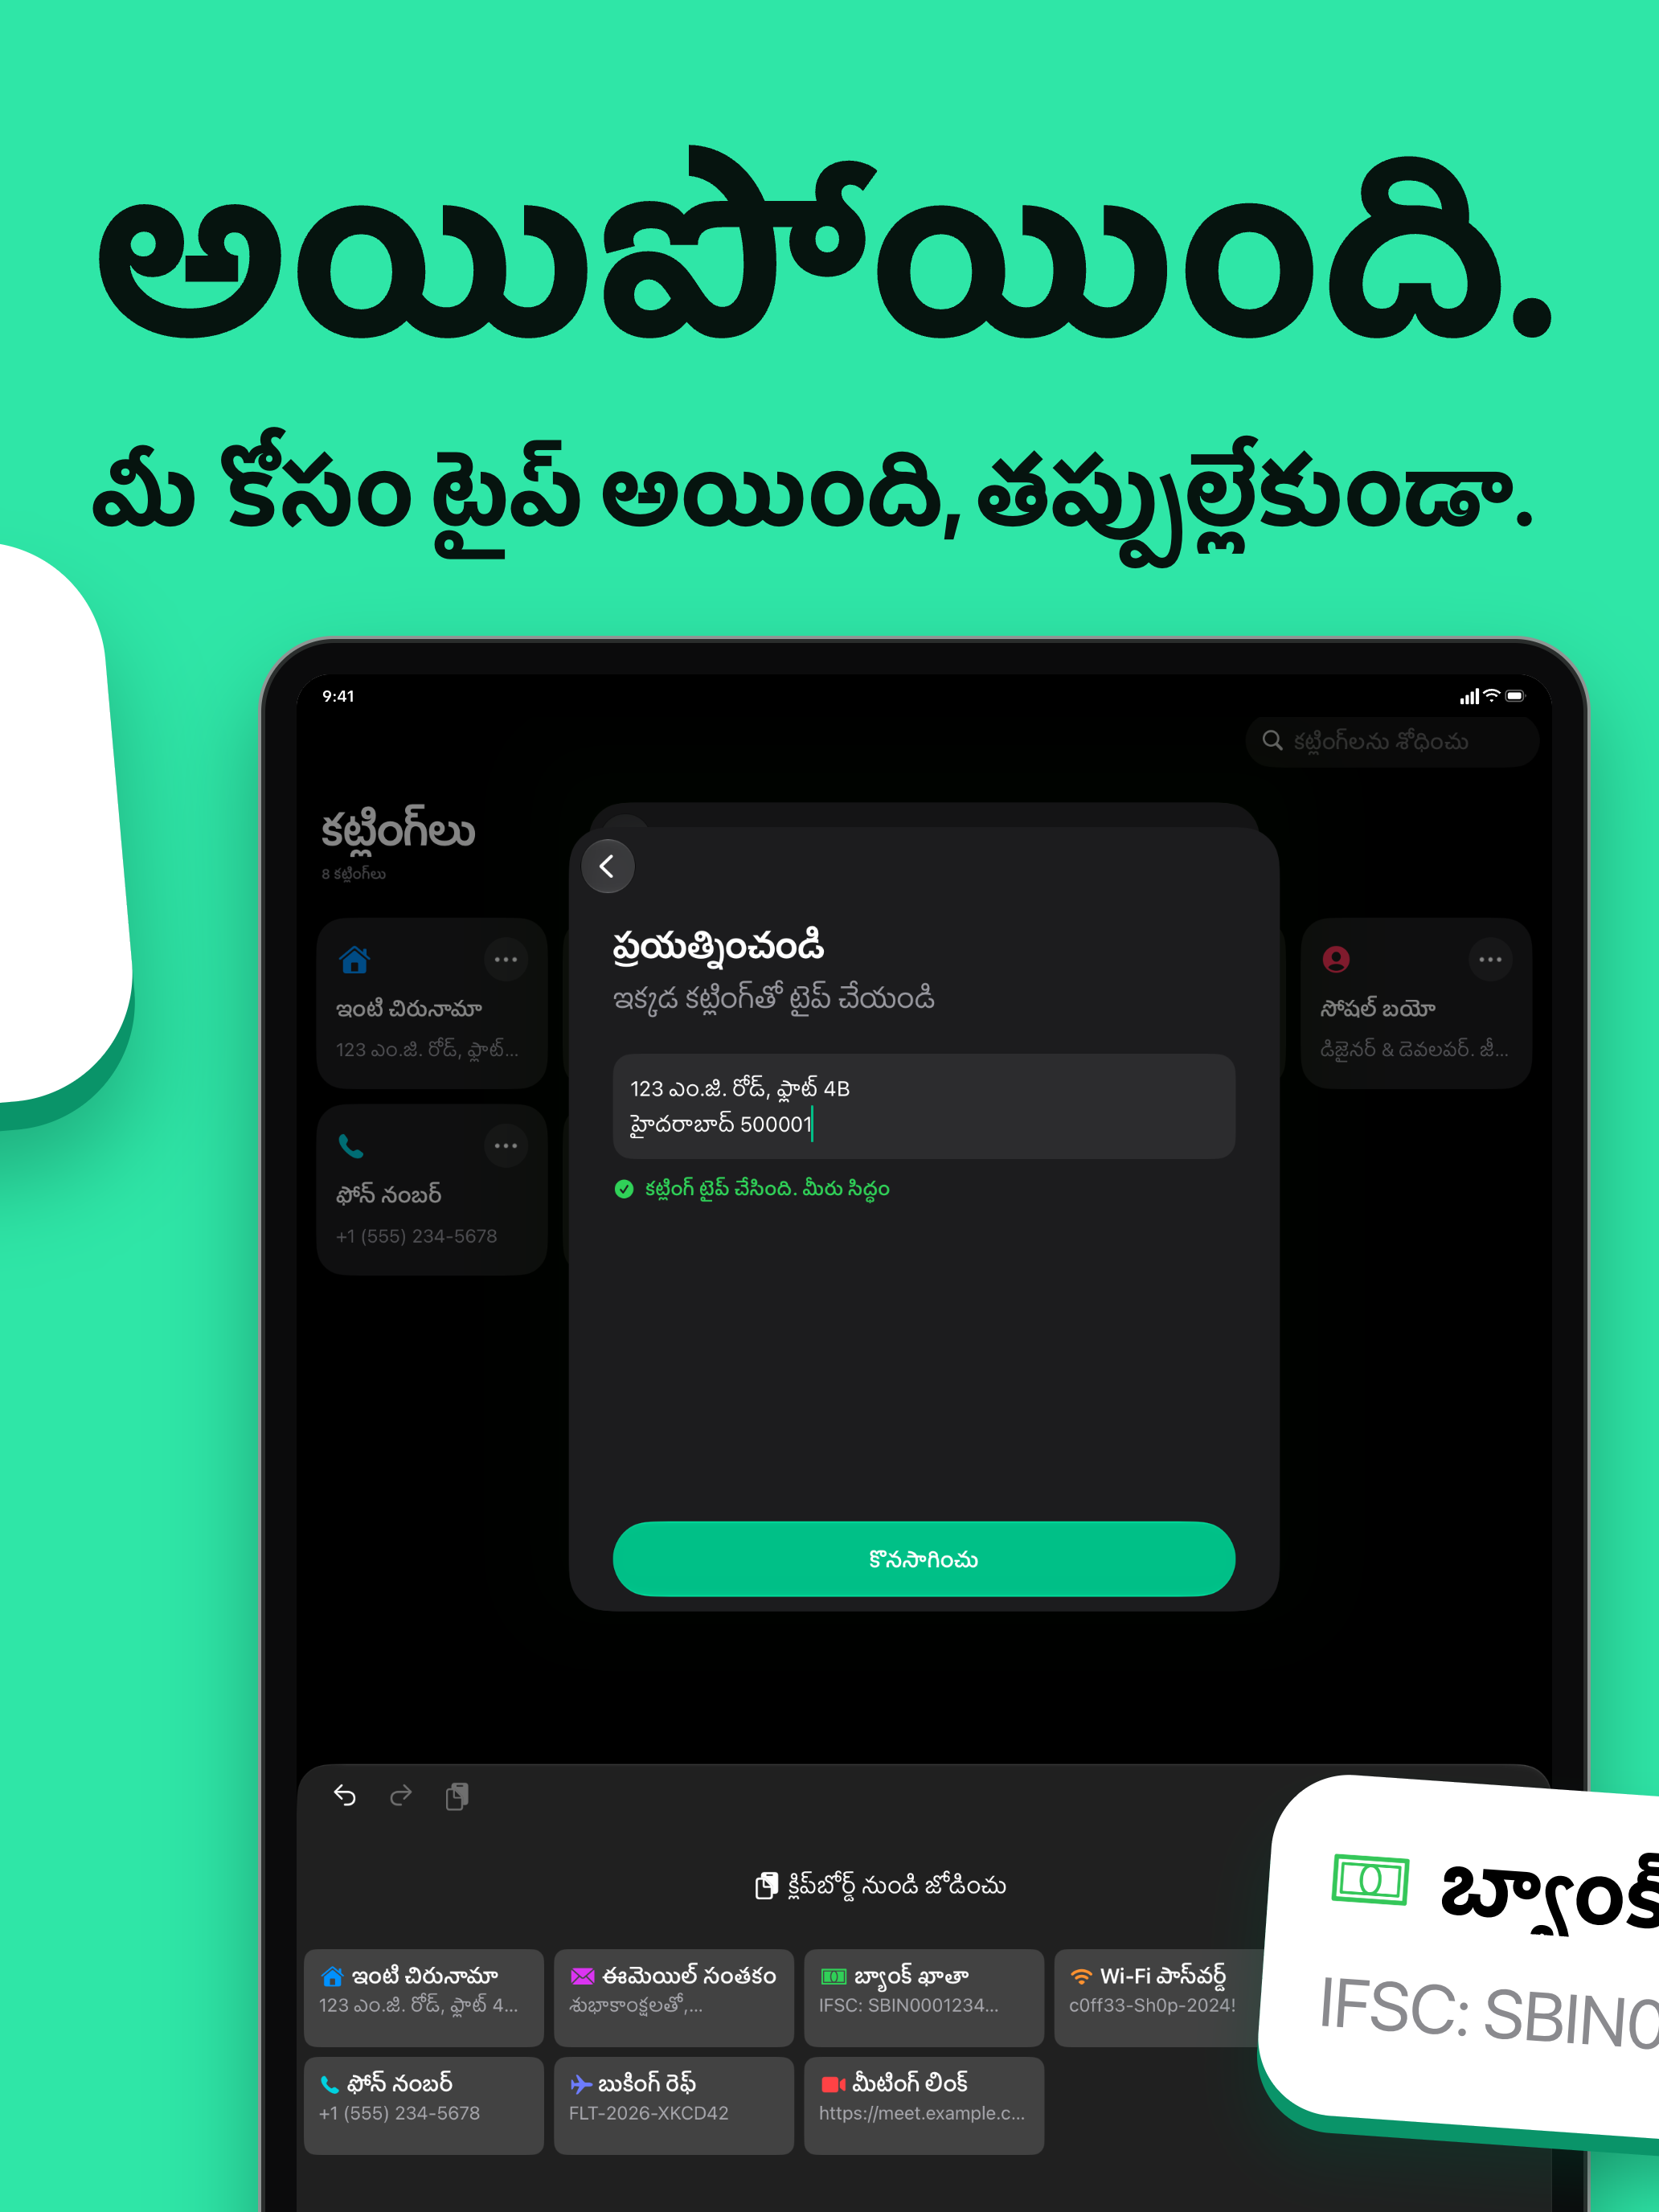 అయిపోయింది.
మీ కోసం టైప్ అయింది, తప్పుల్లేకుండా.
9:41
కట్లింగ్‌లను శోధించు
కట్లింగ్‌లు
8 కట్లింగ్‌లు
ప్రయత్నించండి
ఇక్కడ కట్లింగ్‌తో టైప్ చేయండి
123 ఎం.జి. రోడ్, ఫ్లాట్ 4B
హైదరాబాద్ 500001
కట్లింగ్ టైప్ చేసింది. మీరు సిద్ధం
కొనసాగించు
ఇంటి చిరునామా
123 ఎం.జి. రోడ్, ఫ్లాట్...
సోషల్ బయో
డిజైనర్ & డెవలపర్. జీ...
ఫోన్ నంబర్
+1 (555) 234-5678
క్లిప్‌బోర్డ్ నుండి జోడించు
ఇంటి చిరునామా
123 ఎం.జి. రోడ్, ఫ్లాట్ 4...
ఈమెయిల్ సంతకం
శుభాకాంక్షలతో,...
బ్యాంక్ ఖాతా
IFSC: SBIN0001234...
Wi-Fi పాస్‌వర్డ్
c0ff33-Sh0p-2024!
ఫోన్ నంబర్
+1 (555) 234-5678
బుకింగ్ రెఫ్
FLT-2026-XKCD42
మీటింగ్ లింక్
https://meet.example.c...
బ్యాంక్
IFSC: SBIN0